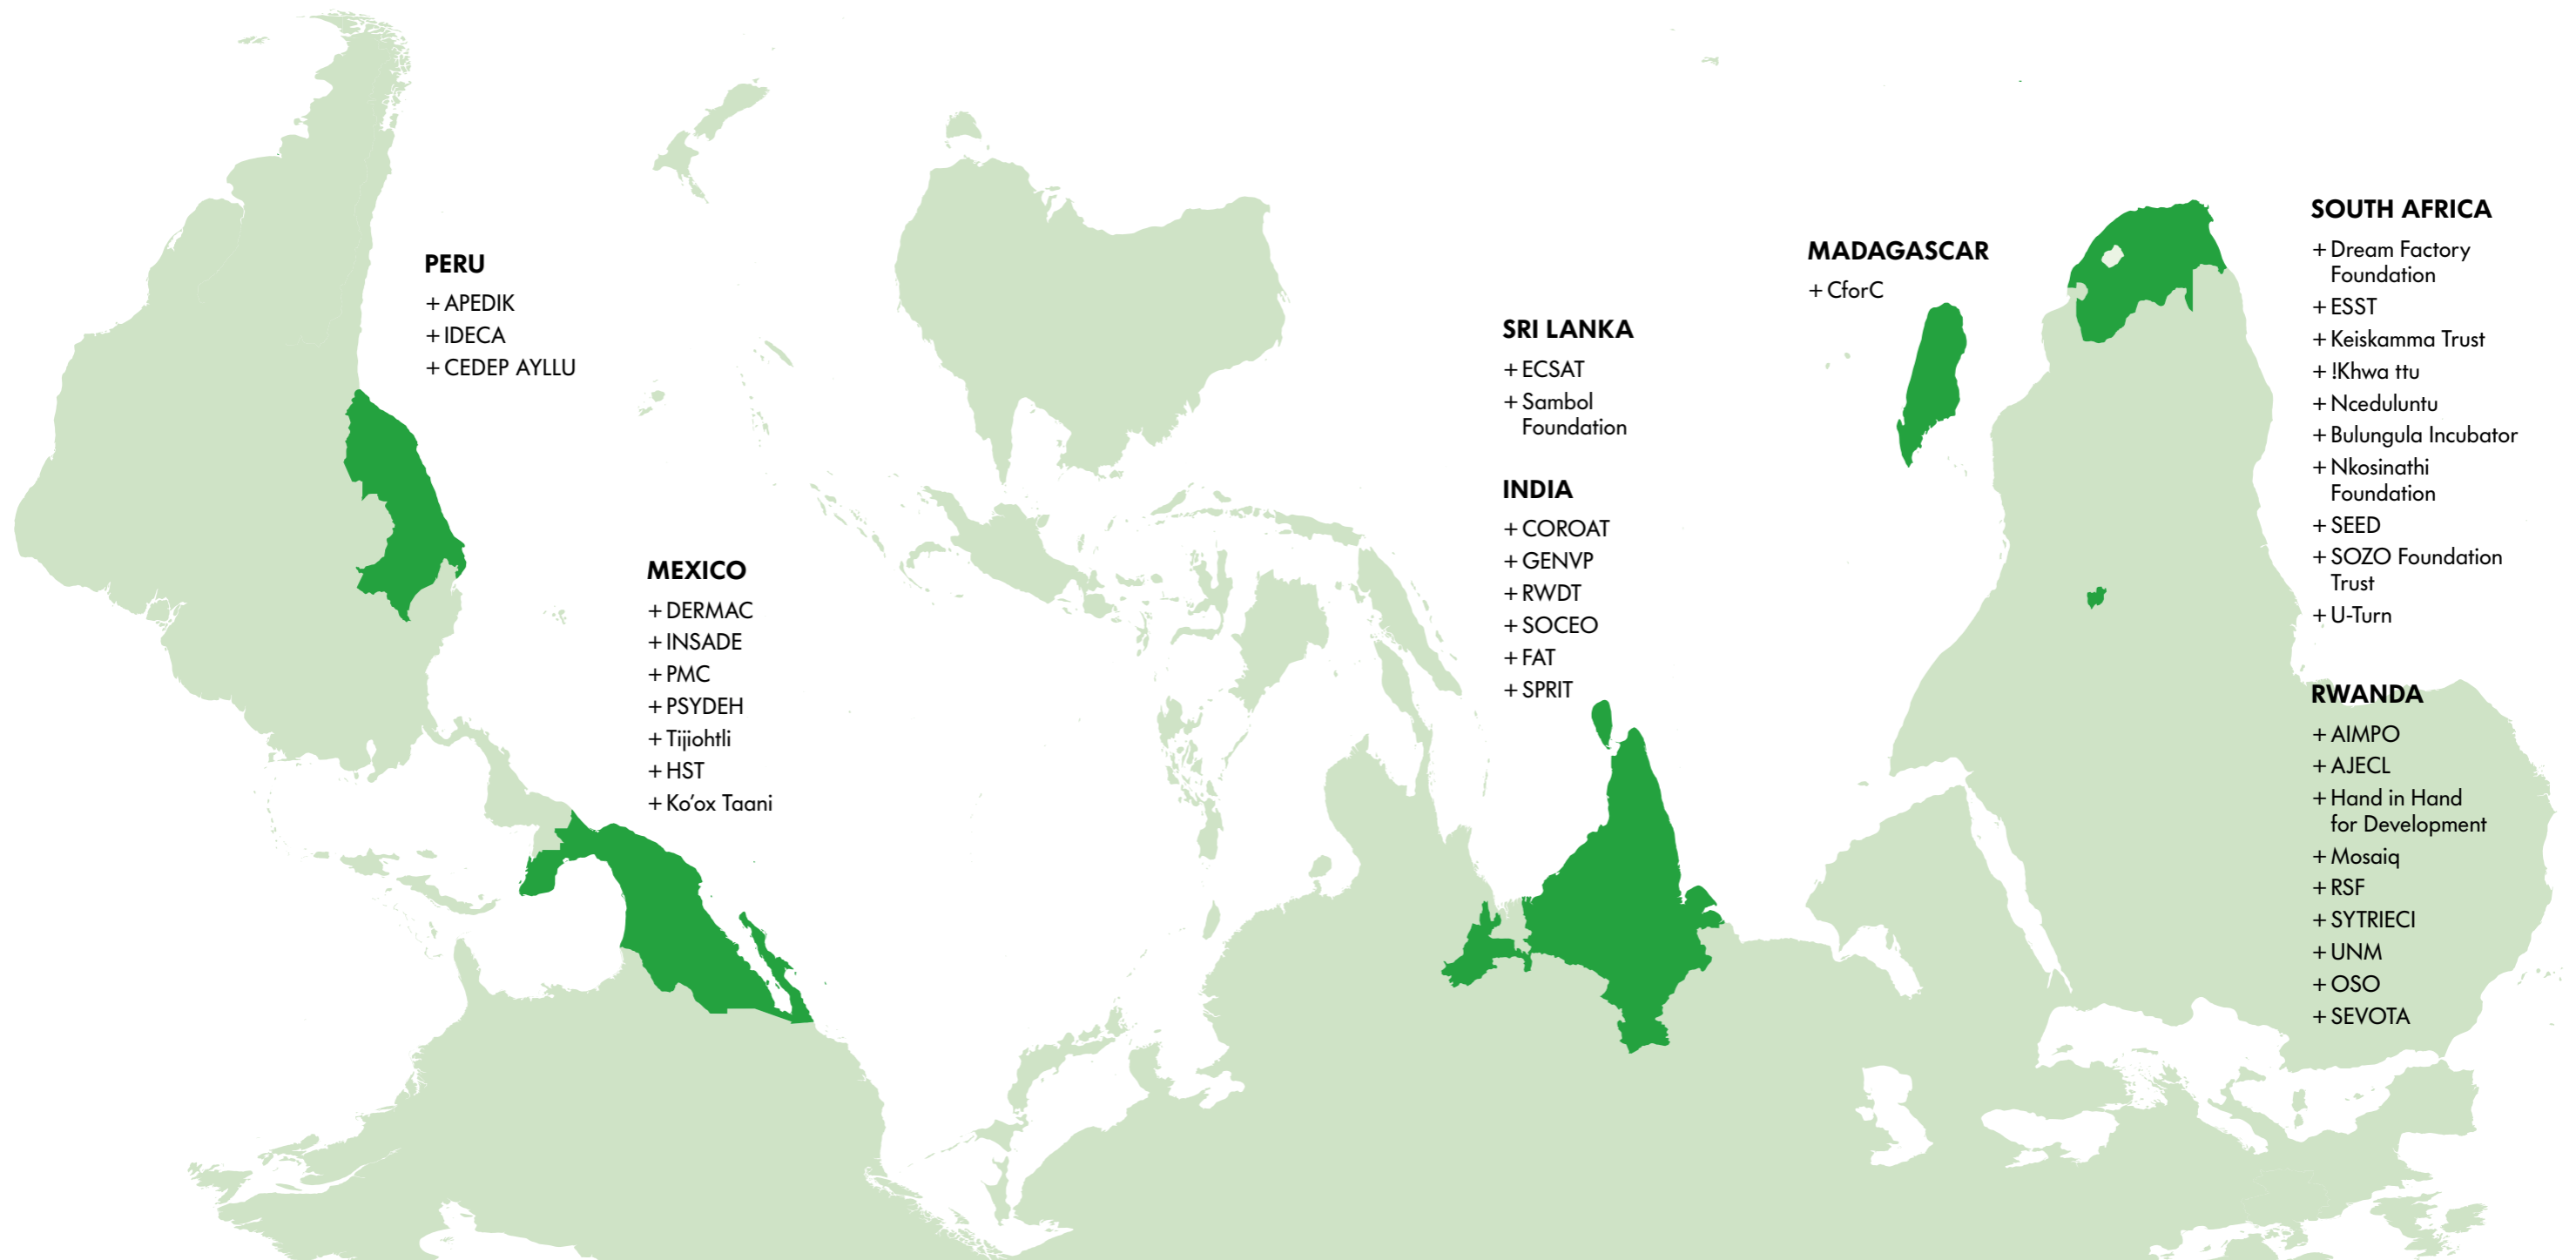 PERU
+ APEDIK
+ IDECA
+ CEDEP AYLLU
MEXICO
+ DERMAC
+ INSADE
+ PMC
+ PSYDEH
+ Tijiohtli
+ HST
+ Ko’ox Taani
SRI LANKA
+ ECSAT
+ Sambol
Foundation
INDIA
+ COROAT
+ GENVP
+ RWDT
+ SOCEO
+ FAT
+ SPRIT
MADAGASCAR
+ CforC
SOUTH AFRICA
+ Dream Factory
Foundation
+ ESST
+ Keiskamma Trust
+ !Khwa ttu
+ Nceduluntu
+ Bulungula Incubator
+ Nkosinathi
Foundation
+ SEED
+ SOZO Foundation
Trust
+ U-Turn
RWANDA
+ AIMPO
+ AJECL
+ Hand in Hand
for Development
+ Mosaiq
+ RSF
+ SYTRIECI
+ UNM
+ OSO
+ SEVOTA